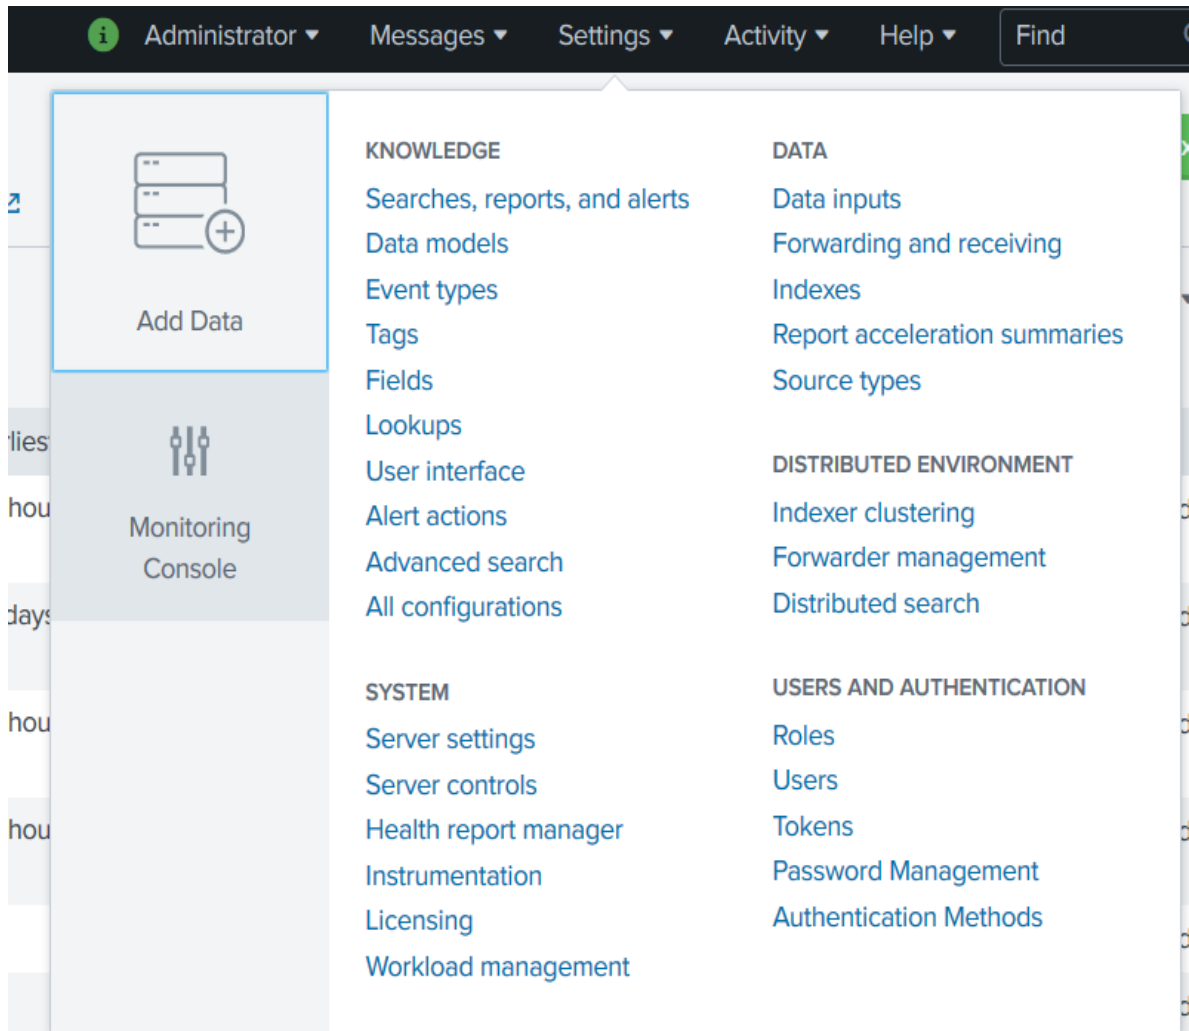 Administrator Messages Settings Activity Help Find
Add Data
Monitoring
Console
KNOWLEDGE
Searches, reports, and alerts
Data models
Event types
Tags
Fields
Lookups
User interface
Alert actions
Advanced search
All configurations
SYSTEM
Server settings
Server controls
Health report manager
Instrumentation
Licensing
Workload management
DATA
Data inputs
Forwarding and receiving
Indexes
Report acceleration summaries
Source types
DISTRIBUTED ENVIRONMENT
Indexer clustering
Forwarder management
Distributed search
USERS AND AUTHENTICATION
Roles
Users
Tokens
Password Management
Authentication Methods